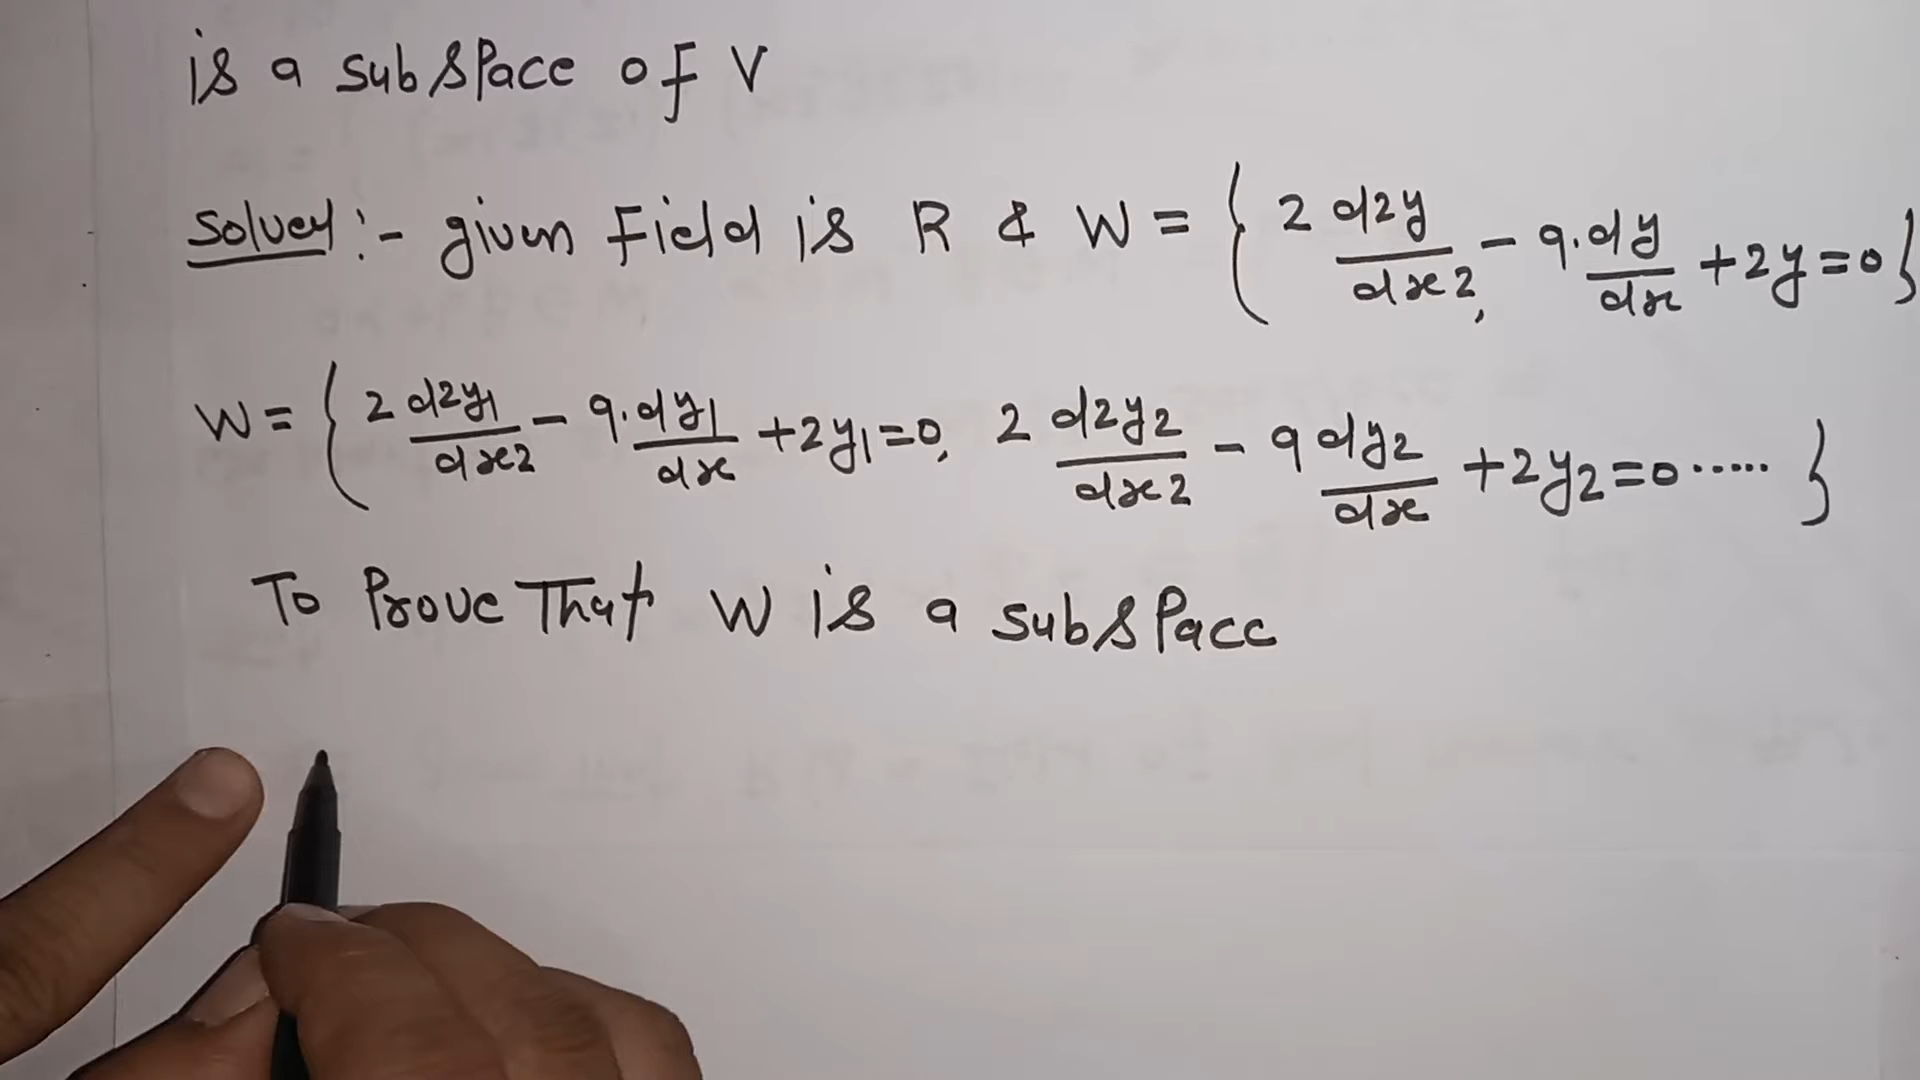 is a subspace of V
Solve:- given Field is R & W = { 2 d2y/dx2, - 9.dy/dx +2y=0}
W = { 2 d2y1/dx2 - 9.dy1/dx +2y1=0, 2 d2y2/dx2 - 9 dy2/dx +2y2=0..... }
To Prove That W is a subspace